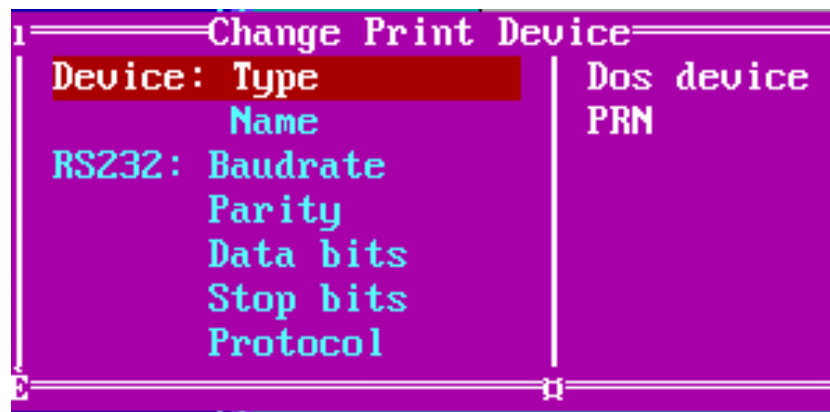 Change Print Device
Device: Type Dos device
Name PRN
RS232: Baudrate
Parity
Data bits
Stop bits
Protocol